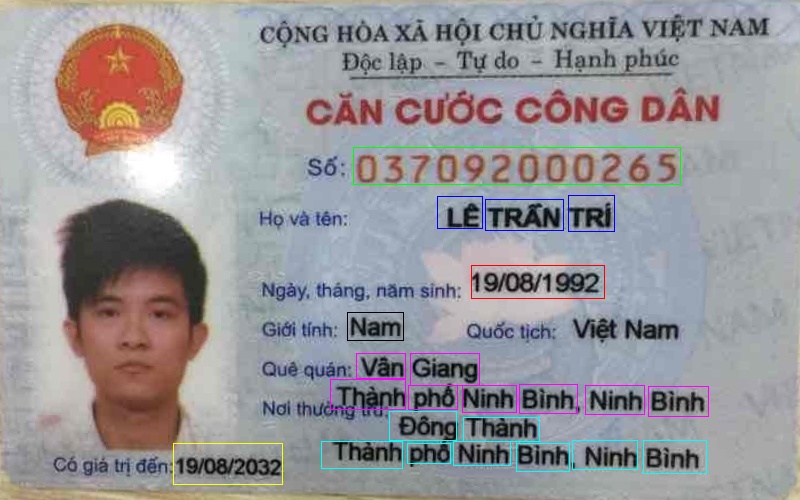 CỘNG HÒA XÃ HỘI CHỦ NGHĨA VIỆT NAM
Độc lập - Tự do - Hạnh phúc
CĂN CƯỚC CÔNG DÂN
Số: 037092000265
Họ và tên: LÊ TRẤN TRÍ
Ngày, tháng, năm sinh: 19/08/1992
Giới tính: Nam Quốc tịch: Việt Nam
Quê quán: Vân Giang
Thành phố Ninh Bình, Ninh Bình
Nơi thường trú: Đông Thành
Thành phố Ninh Bình, Ninh Bình
Có giá trị đến: 19/08/2032